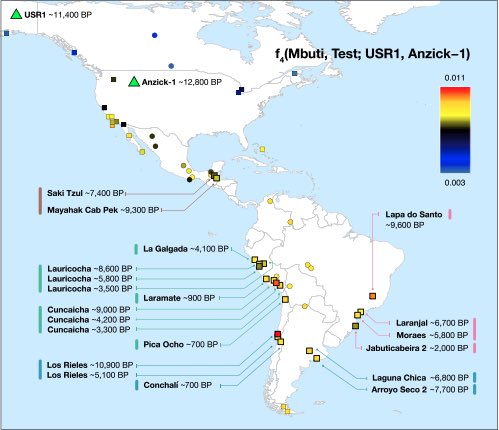 USR1 ~11,400 BP
f4(Mbuti, Test; USR1, Anzick−1)
Anzick-1 ~12,800 BP
0.011
0.003
Saki Tzul ~7,400 BP
Mayahak Cab Pek ~9,300 BP
Lapa do Santo
~9,600 BP
La Galgada ~4,100 BP
Lauricocha ~8,600 BP
Lauricocha ~5,800 BP
Lauricocha ~3,500 BP
Laramate ~900 BP
Cuncaicha ~9,000 BP
Cuncaicha ~4,200 BP
Cuncaicha ~3,300 BP
Laranjal ~6,700 BP
Moraes ~5,800 BP
Jabuticabeira 2 ~2,000 BP
Pica Ocho ~700 BP
Los Rieles ~10,900 BP
Los Rieles ~5,100 BP
Conchalí ~700 BP
Laguna Chica ~6,800 BP
Arroyo Seco 2 ~7,700 BP